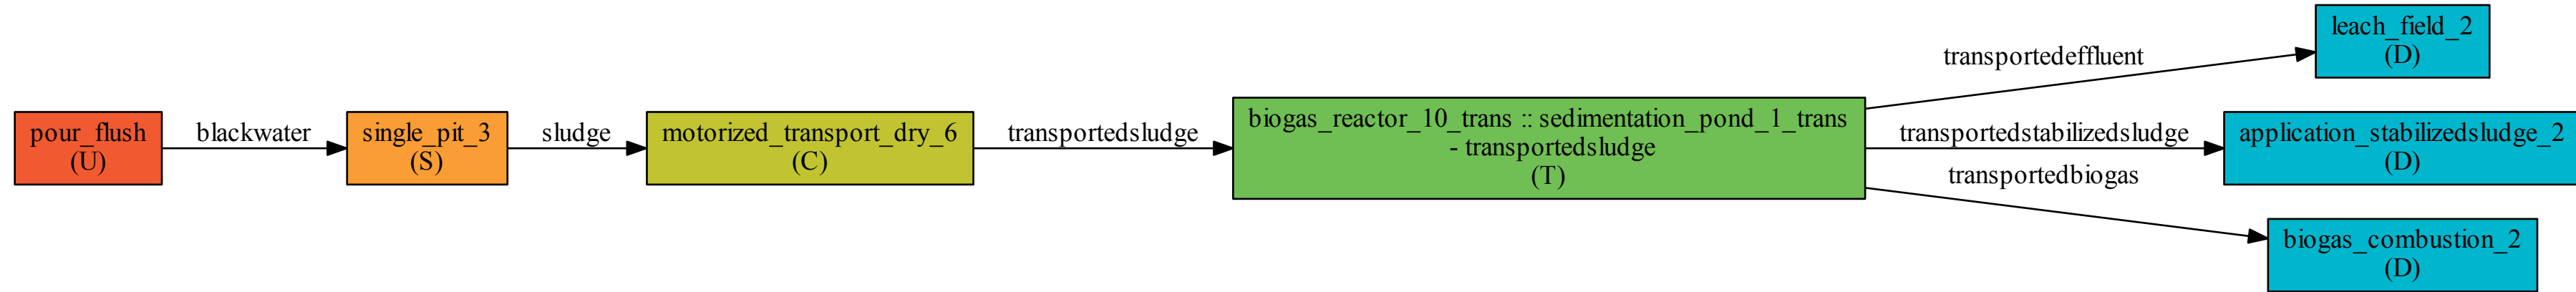 pour_flush
(U)
blackwater
single_pit_3
(S)
sludge
motorized_transport_dry_6
(C)
transportedsludge
biogas_reactor_10_trans :: sedimentation_pond_1_trans
- transportedsludge
(T)
transportedeffluent
leach_field_2
(D)
transportedstabilizedsludge
application_stabilizedsludge_2
(D)
transportedbiogas
biogas_combustion_2
(D)